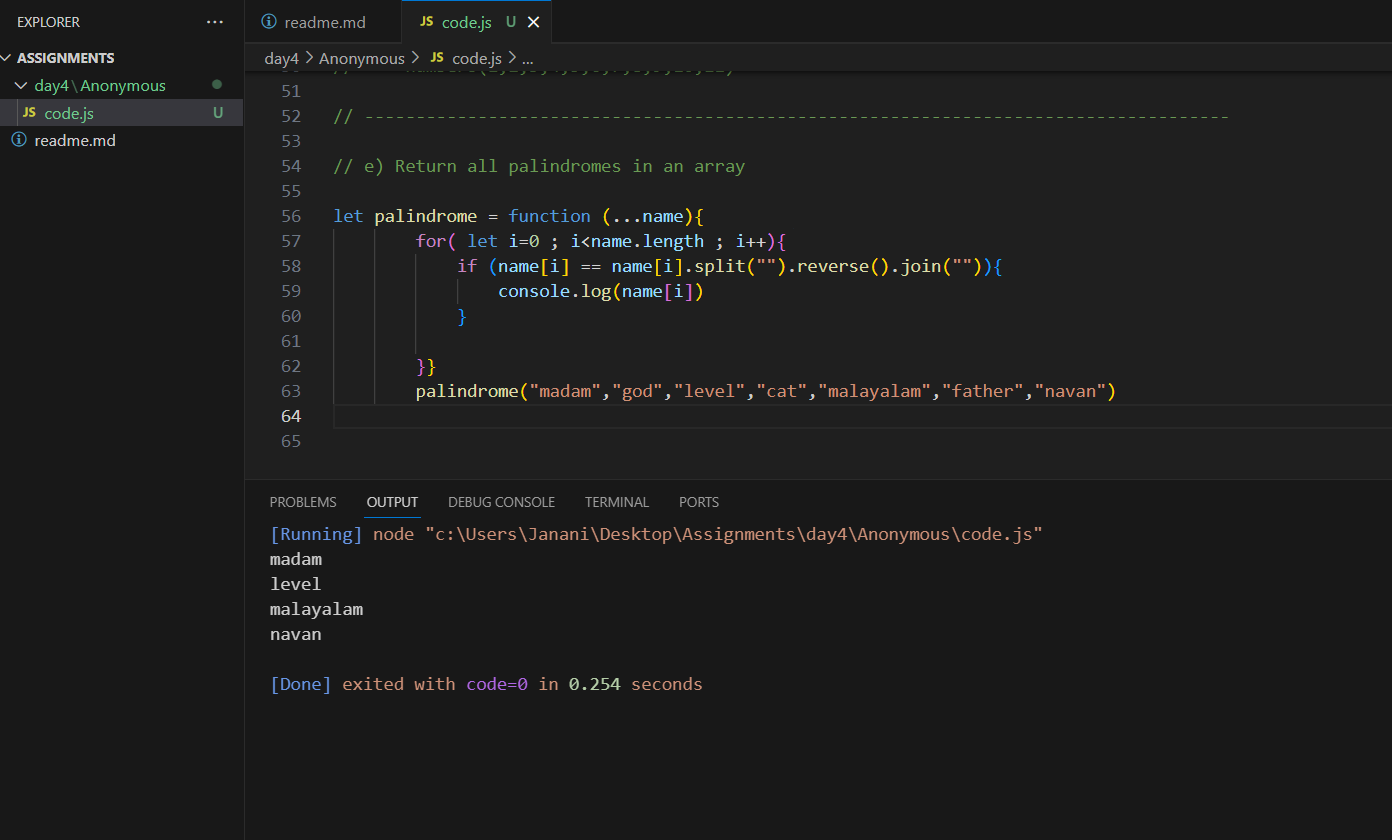 EXPLORER
...
ASSIGNMENTS
day4\Anonymous
JS code.js U
readme.md
readme.md
JS code.js U
day4 > Anonymous > JS code.js > ...
51
52 // ------------------------------------------------------------------------------------
53
54 // e) Return all palindromes in an array
55
56 let palindrome = function (...name){
57 for( let i=0 ; i<name.length ; i++){
58 if (name[i] == name[i].split("").reverse().join("")){
59 console.log(name[i])
60 }
61
62 }}
63 palindrome("madam","god","level","cat","malayalam","father","navan")
64
65
PROBLEMS OUTPUT DEBUG CONSOLE TERMINAL PORTS
[Running] node "c:\Users\Janani\Desktop\Assignments\day4\Anonymous\code.js"
madam
level
malayalam
navan
[Done] exited with code=0 in 0.254 seconds